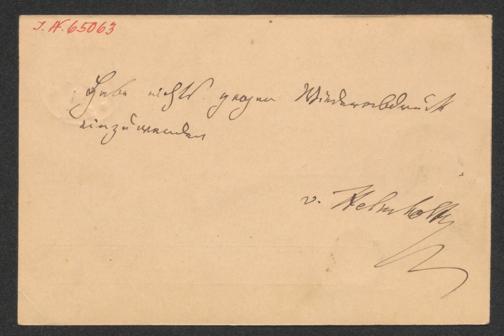 I.N. 65063
Habe nichts gegen Wiederabdruck
einzuwenden
v. Helmholtz